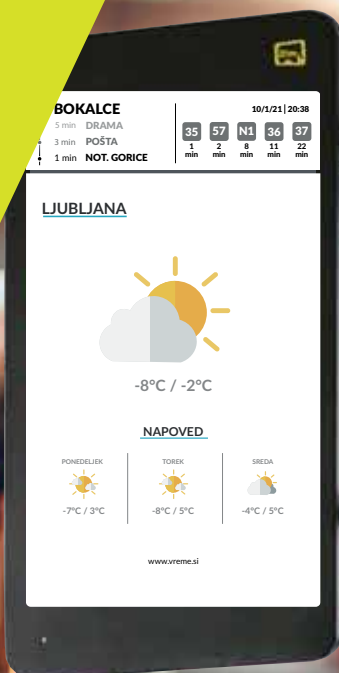 BOKALCE
10/1/21 | 20:38
5 min DRAMA
3 min POŠTA
1 min NOT. GORICE
35 57 N1 36 37
1 2 8 11 22
min min min min min
LJUBLJANA
-8°C / -2°C
NAPOVED
PONEDELJEK TOREK SREDA
-7°C / 3°C -8°C / 5°C -4°C / 5°C
www.vreme.si